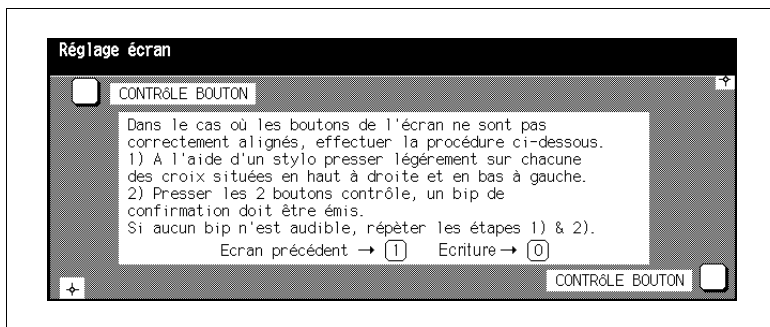 Réglage écran
CONTRôLE BOUTON
Dans le cas où les boutons de l'écran ne sont pas
correctement alignés, effectuer la procédure ci-dessous.
1) A l'aide d'un stylo presser légérement sur chacune
des croix situées en haut à droite et en bas à gauche.
2) Presser les 2 boutons contrôle, un bip de
confirmation doit être émis.
Si aucun bip n'est audible, répèter les étapes 1) & 2).
Ecran précédent → 1 Ecriture → 0
CONTRôLE BOUTON